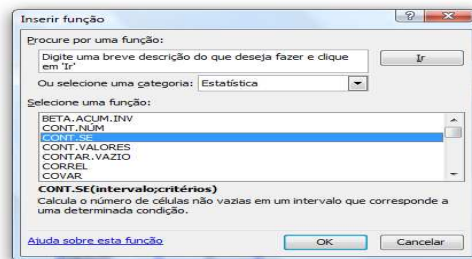 Inserir função
Procure por uma função:
Digite uma breve descrição do que deseja fazer e clique
em 'Ir'
Ir
Ou selecione uma categoria: Estatística
Selecione uma função:
BETA.ACUM.INV
CONT.NÚM
CONT.SE
CONT.VALORES
CONTAR.VAZIO
CORREL
COVAR
CONT.SE(intervalo;critérios)
Calcula o número de células não vazias em um intervalo que corresponde a
uma determinada condição.
Ajuda sobre esta função
OK
Cancelar